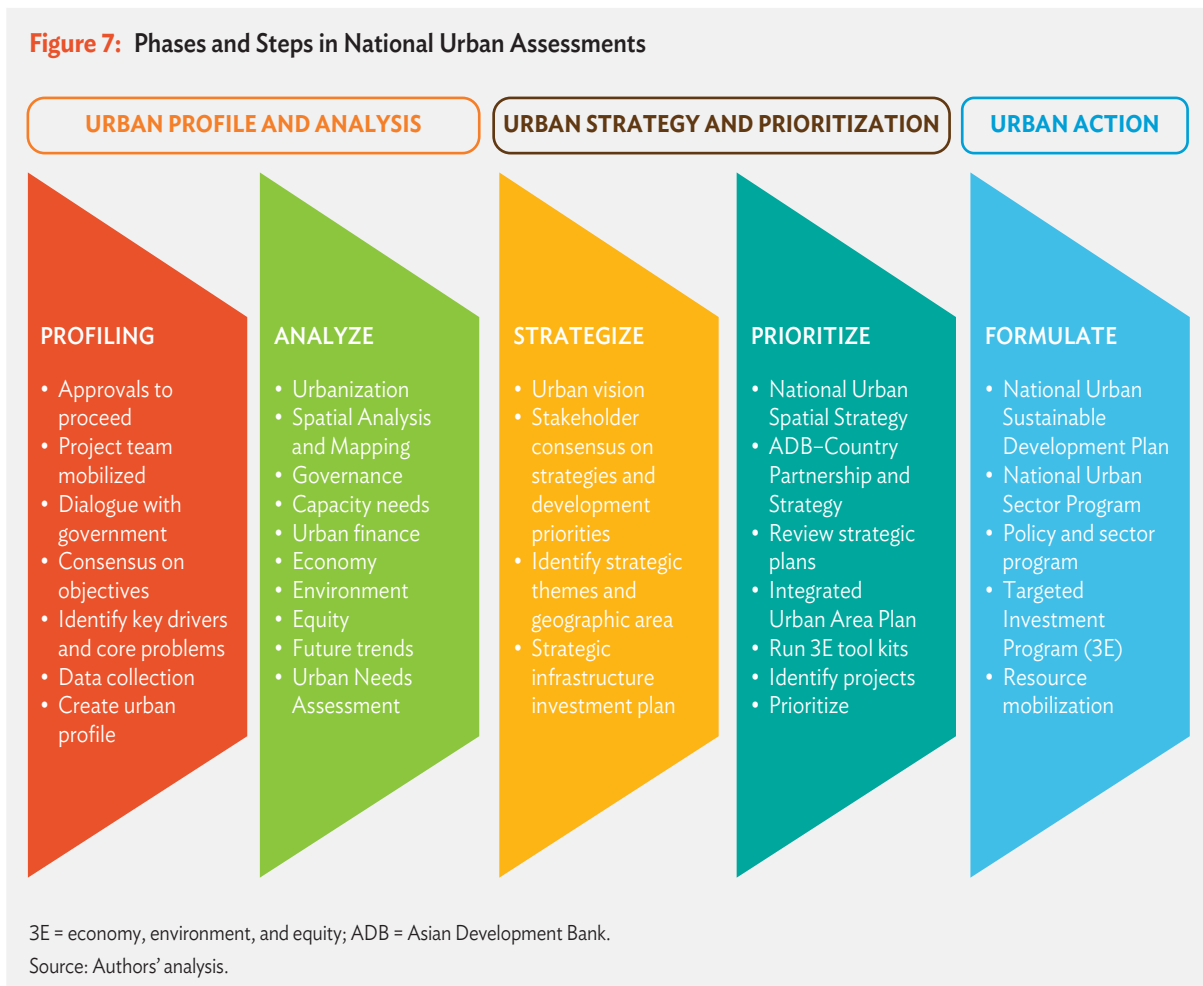 Figure 7: Phases and Steps in National Urban Assessments
URBAN PROFILE AND ANALYSIS
URBAN STRATEGY AND PRIORITIZATION
URBAN ACTION
PROFILING
• Approvals to
proceed
• Project team
mobilized
• Dialogue with
government
• Consensus on
objectives
• Identify key drivers
and core problems
• Data collection
• Create urban
profile
ANALYZE
• Urbanization
• Spatial Analysis
and Mapping
• Governance
• Capacity needs
• Urban finance
• Economy
• Environment
• Equity
• Future trends
• Urban Needs
Assessment
STRATEGIZE
• Urban vision
• Stakeholder
consensus on
strategies and
development
priorities
• Identify strategic
themes and
geographic area
• Strategic
infrastructure
investment plan
PRIORITIZE
• National Urban
Spatial Strategy
• ADB–Country
Partnership and
Strategy
• Review strategic
plans
• Integrated
Urban Area Plan
• Run 3E tool kits
• Identify projects
• Prioritize
FORMULATE
• National Urban
Sustainable
Development Plan
• National Urban
Sector Program
• Policy and sector
program
• Targeted
Investment
Program (3E)
• Resource
mobilization
3E = economy, environment, and equity; ADB = Asian Development Bank.
Source: Authors’ analysis.